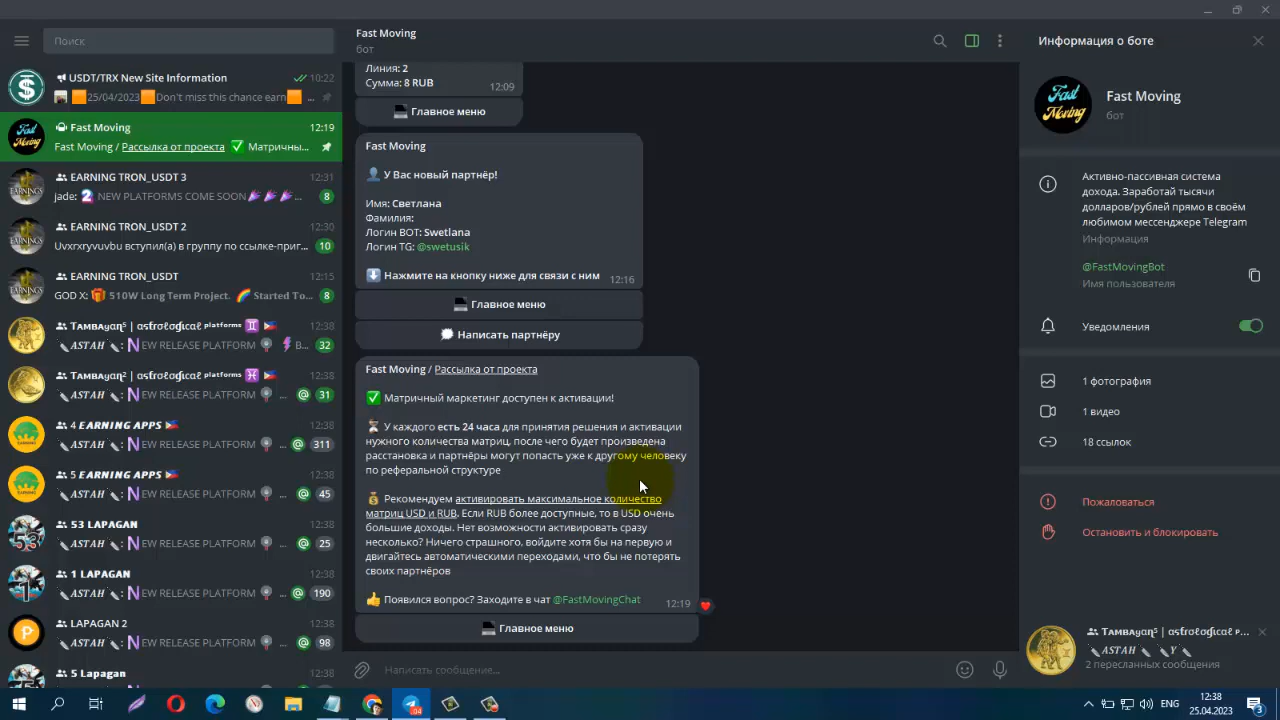 Поиск
USDT/TRX New Site Information
10:22
25/04/2023 Don't miss this chance earn ...
Fast Moving
12:19
Fast Moving / Рассылка от проекта ✅ Матричны...
EARNING TRON_USDT 3
12:31
Jade: 2 NEW PLATFORMS COME SOON ...
8
EARNING TRON_USDT 2
12:30
Uvxrxryvuvbu вступил(а) в группу по ссылке-приг...
10
EARNING TRON_USDT
12:15
GOD X: 510W Long Term Project. Started To...
8
12:38
ASTAH : NEW RELEASE PLATFORM B...
32
12:38
ASTAH : NEW RELEASE PLATFORM ...
@ 31
4 EARNING APPS
12:38
ASTAH : NEW RELEASE PLATFORM ...
@ 311
5 EARNING APPS
12:38
ASTAH : NEW RELEASE PLATFORM ...
@ 45
53 LAPAGAN
12:38
ASTAH : NEW RELEASE PLATFORM ...
@ 25
1 LAPAGAN
12:38
ASTAH : NEW RELEASE PLATFORM ...
@ 190
LAPAGAN 2
12:38
ASTAH : NEW RELEASE PLATFORM ...
@ 98
5 Lapagan
12:38
Fast Moving
бот
Линия: 2
Сумма: 8 RUB
12:09
Главное меню
Fast Moving
У Вас новый партнёр!
Имя: Светлана
Фамилия:
Логин BOT: Swetlana
Логин TG: @swetusik
Нажмите на кнопку ниже для связи с ним
12:16
Главное меню
Написать партнёру
Fast Moving / Рассылка от проекта
✅ Матричный маркетинг доступен к активации!
⏳ У каждого есть 24 часа для принятия решения и активации
нужного количества матриц, после чего будет произведена
расстановка и партнёры могут попасть уже к другому человеку
по реферальной структуре
💰 Рекомендуем активировать максимальное количество
матриц USD и RUB. Если RUB более доступные, то в USD очень
большие доходы. Нет возможности активировать сразу
несколько? Ничего страшного, войдите хотя бы на первую и
двигайтесь автоматическими переходами, что бы не потерять
своих партнёров
👍 Появился вопрос? Заходите в чат @FastMovingChat
12:19
Главное меню
Написать сообщение...
Информация о боте
Fast Moving
бот
Активно-пассивная система
дохода. Заработай тысячи
долларов/рублей прямо в своём
любимом мессенджере Telegram
Информация
@FastMovingBot
Имя пользователя
Уведомления
1 фотография
1 видео
18 ссылок
Пожаловаться
Остановить и блокировать
ASTAH Y
2 пересланных сообщения
04
ENG
12:38
25.04.2023
3